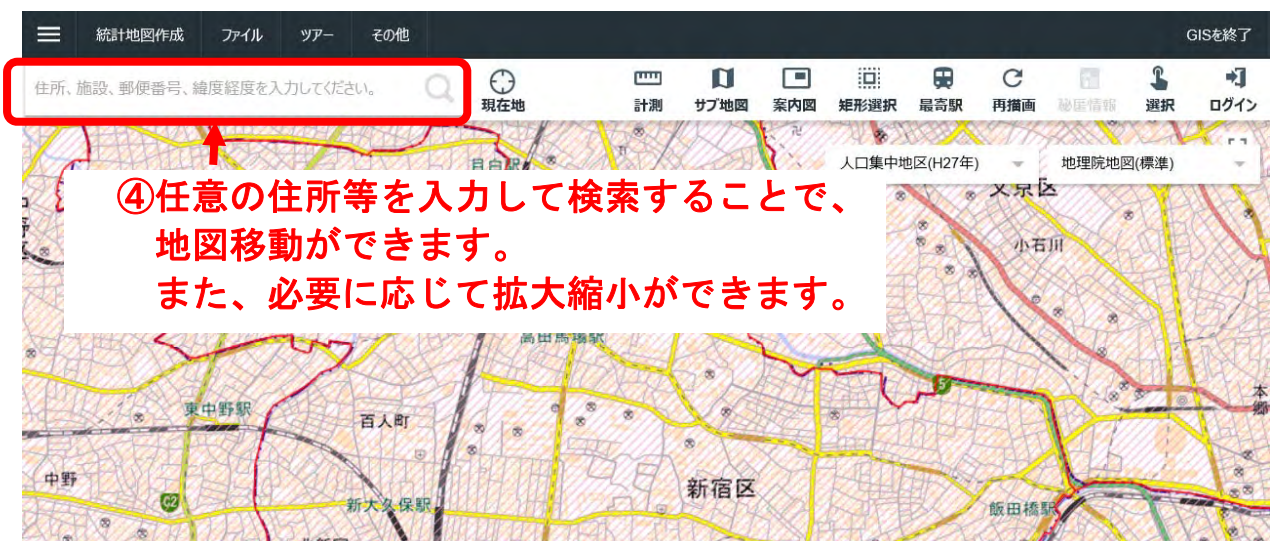 統計地図作成 ファイル ツアー その他 GISを終了
住所、施設、郵便番号、緯度経度を入力してください。
現在地 計測 サブ地図 案内図 矩形選択 最寄駅 再描画 秘匿情報 選択 ログイン
目白駅
人口集中地区(H27年) 地理院地図(標準)
文京区
④任意の住所等を入力して検索することで、
地図移動ができます。
また、必要に応じて拡大縮小ができます。
小石川
高田馬場駅
5
東中野駅
百人町
本郷
中野
新宿区
C2
新大久保駅
飯田橋駅